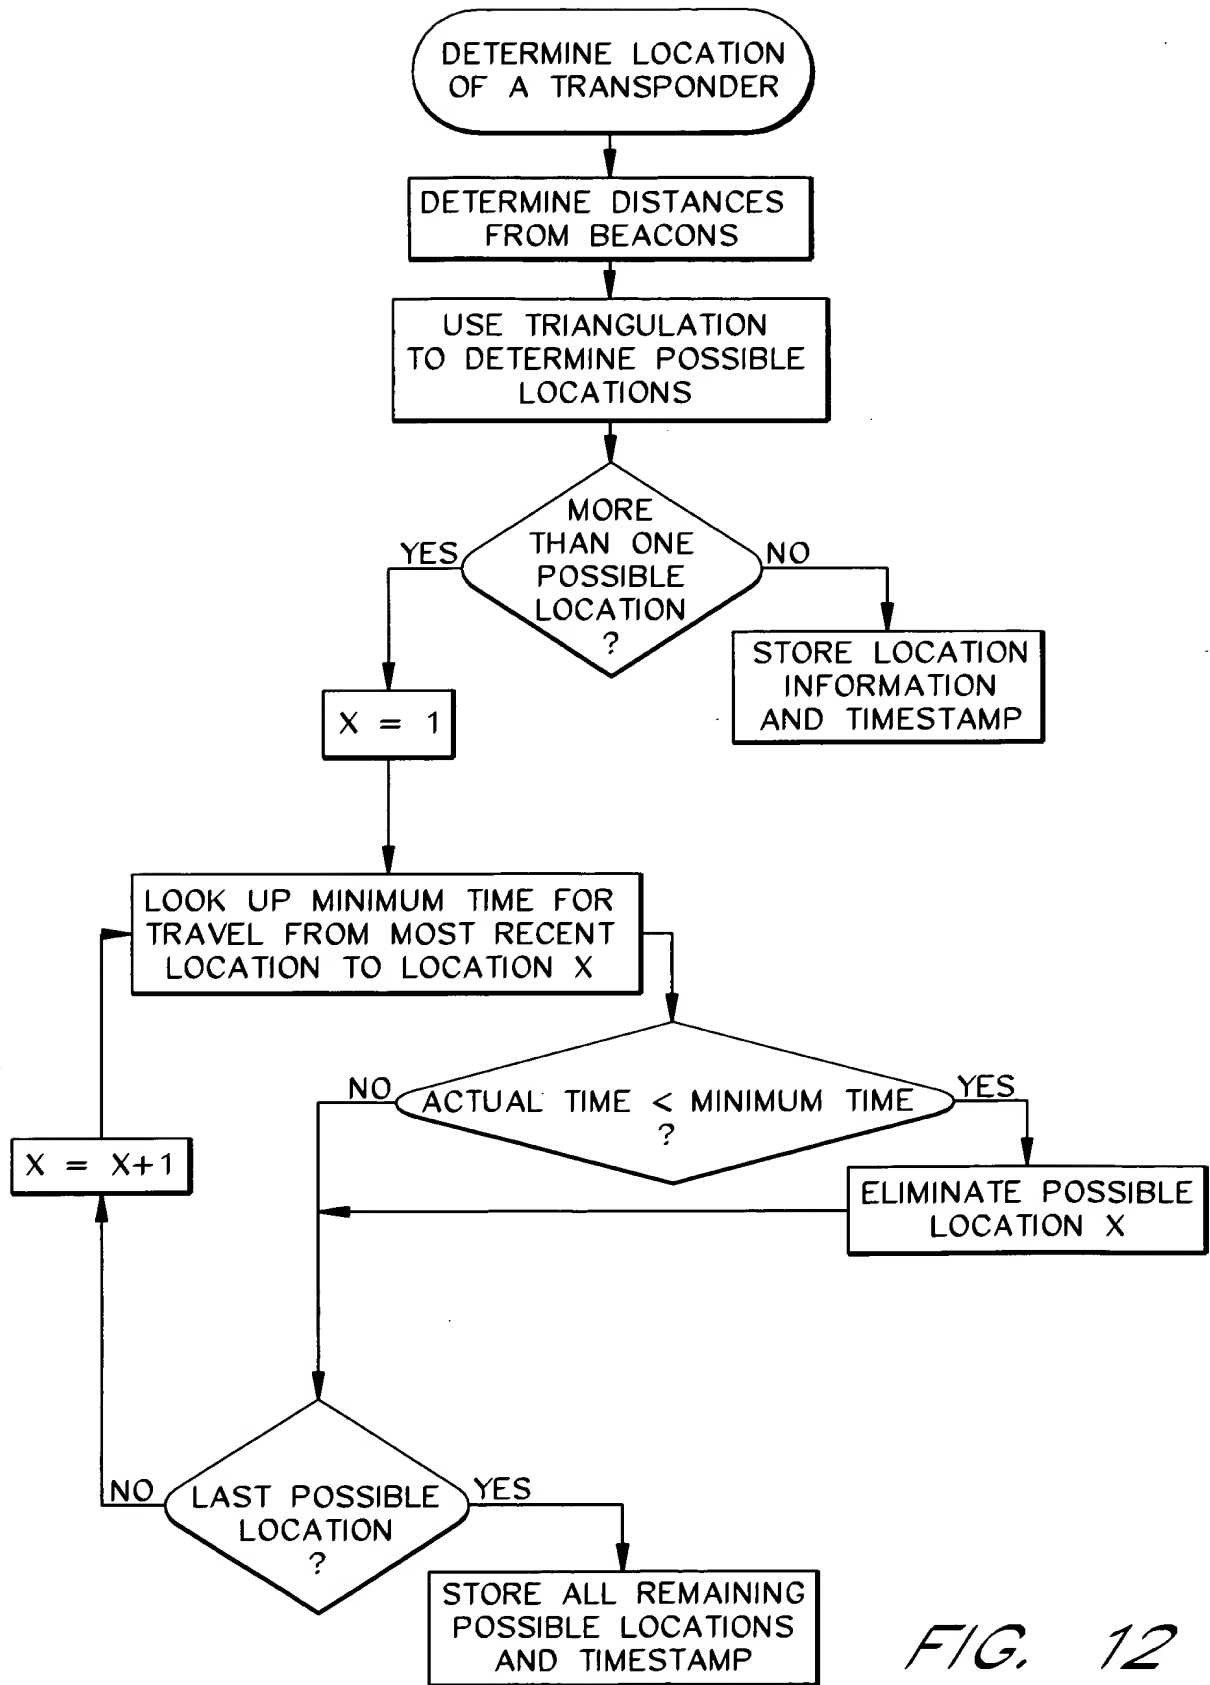 DETERMINE LOCATION
OF A TRANSPONDER
DETERMINE DISTANCES
FROM BEACONS
USE TRIANGULATION
TO DETERMINE POSSIBLE
LOCATIONS
MORE
THAN ONE
POSSIBLE
LOCATION
?
YES
NO
STORE LOCATION
INFORMATION
AND TIMESTAMP
X = 1
LOOK UP MINIMUM TIME FOR
TRAVEL FROM MOST RECENT
LOCATION TO LOCATION X
NO
ACTUAL TIME < MINIMUM TIME
?
YES
X = X+1
ELIMINATE POSSIBLE
LOCATION X
NO
LAST POSSIBLE
LOCATION
?
YES
STORE ALL REMAINING
POSSIBLE LOCATIONS
AND TIMESTAMP
FIG. 12